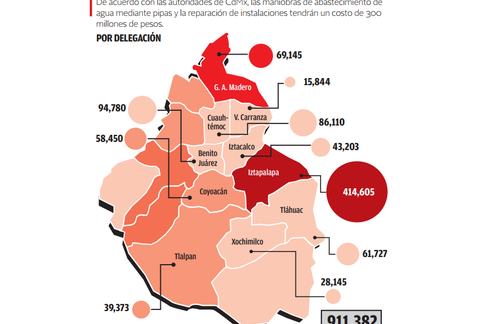 De acuerdo con las autoridades de CdMx, las maniobras de abastecimiento de
agua mediante pipas y la reparación de instalaciones tendrán un costo de 300
millones de pesos.
POR DELEGACIÓN
69,145
G. A. Madero
15,844
94,780
Cuauh-
témoc
V. Carranza
86,110
58,450
Benito
Juárez
Iztacalco
43,203
Iztapalapa
414,605
Coyoacán
Tláhuac
Xochimilco
61,727
Tlalpan
28,145
39,373
911,382